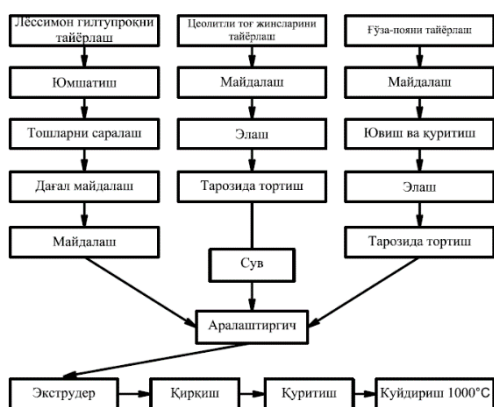 Лёссимон гилтупроқни
тайёрлаш
Юмшатиш
Тошларни саралаш
Дағал майдалаш
Майдалаш
Цеолитли тоғ жинсларини
тайёрлаш
Майдалаш
Элаш
Тарозида тортиш
Сув
Ғўза-пояни тайёрлаш
Майдалаш
Ювиш ва қуритиш
Элаш
Тарозида тортиш
Аралаштиргич
Экструдер
Қирқиш
Қуритиш
Куйдириш 1000°C